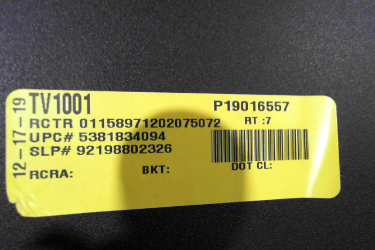 12-17-19
TV1001 P19016557
RCTR 01158971202075072 RT :7
UPC# 5381834094
SLP# 92198802326
RCRA: BKT: DOT CL: